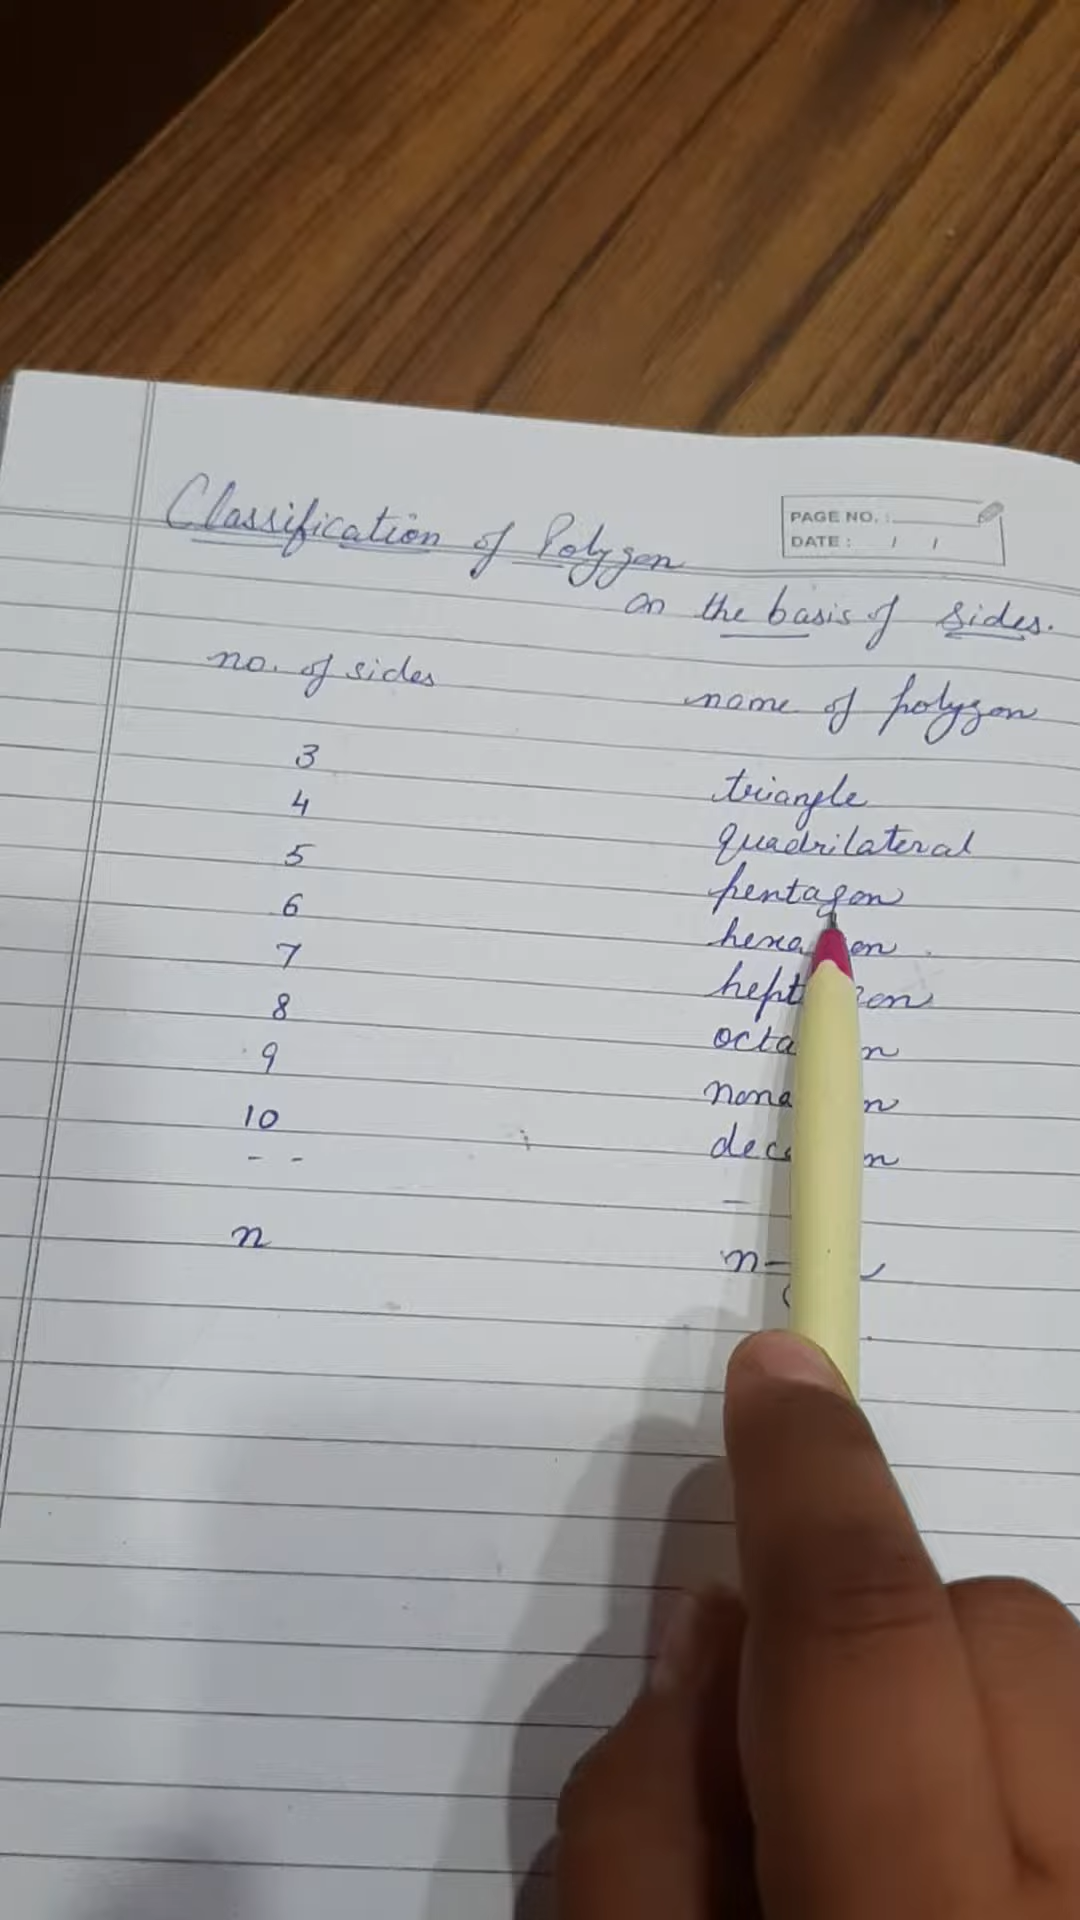 Classification of Polygon
PAGE NO. :
DATE : / /
on the basis of sides.
no. of sides name of polygon
3 triangle
4 quadrilateral
5 pentagon
6
7
8
9
10
- - -
n